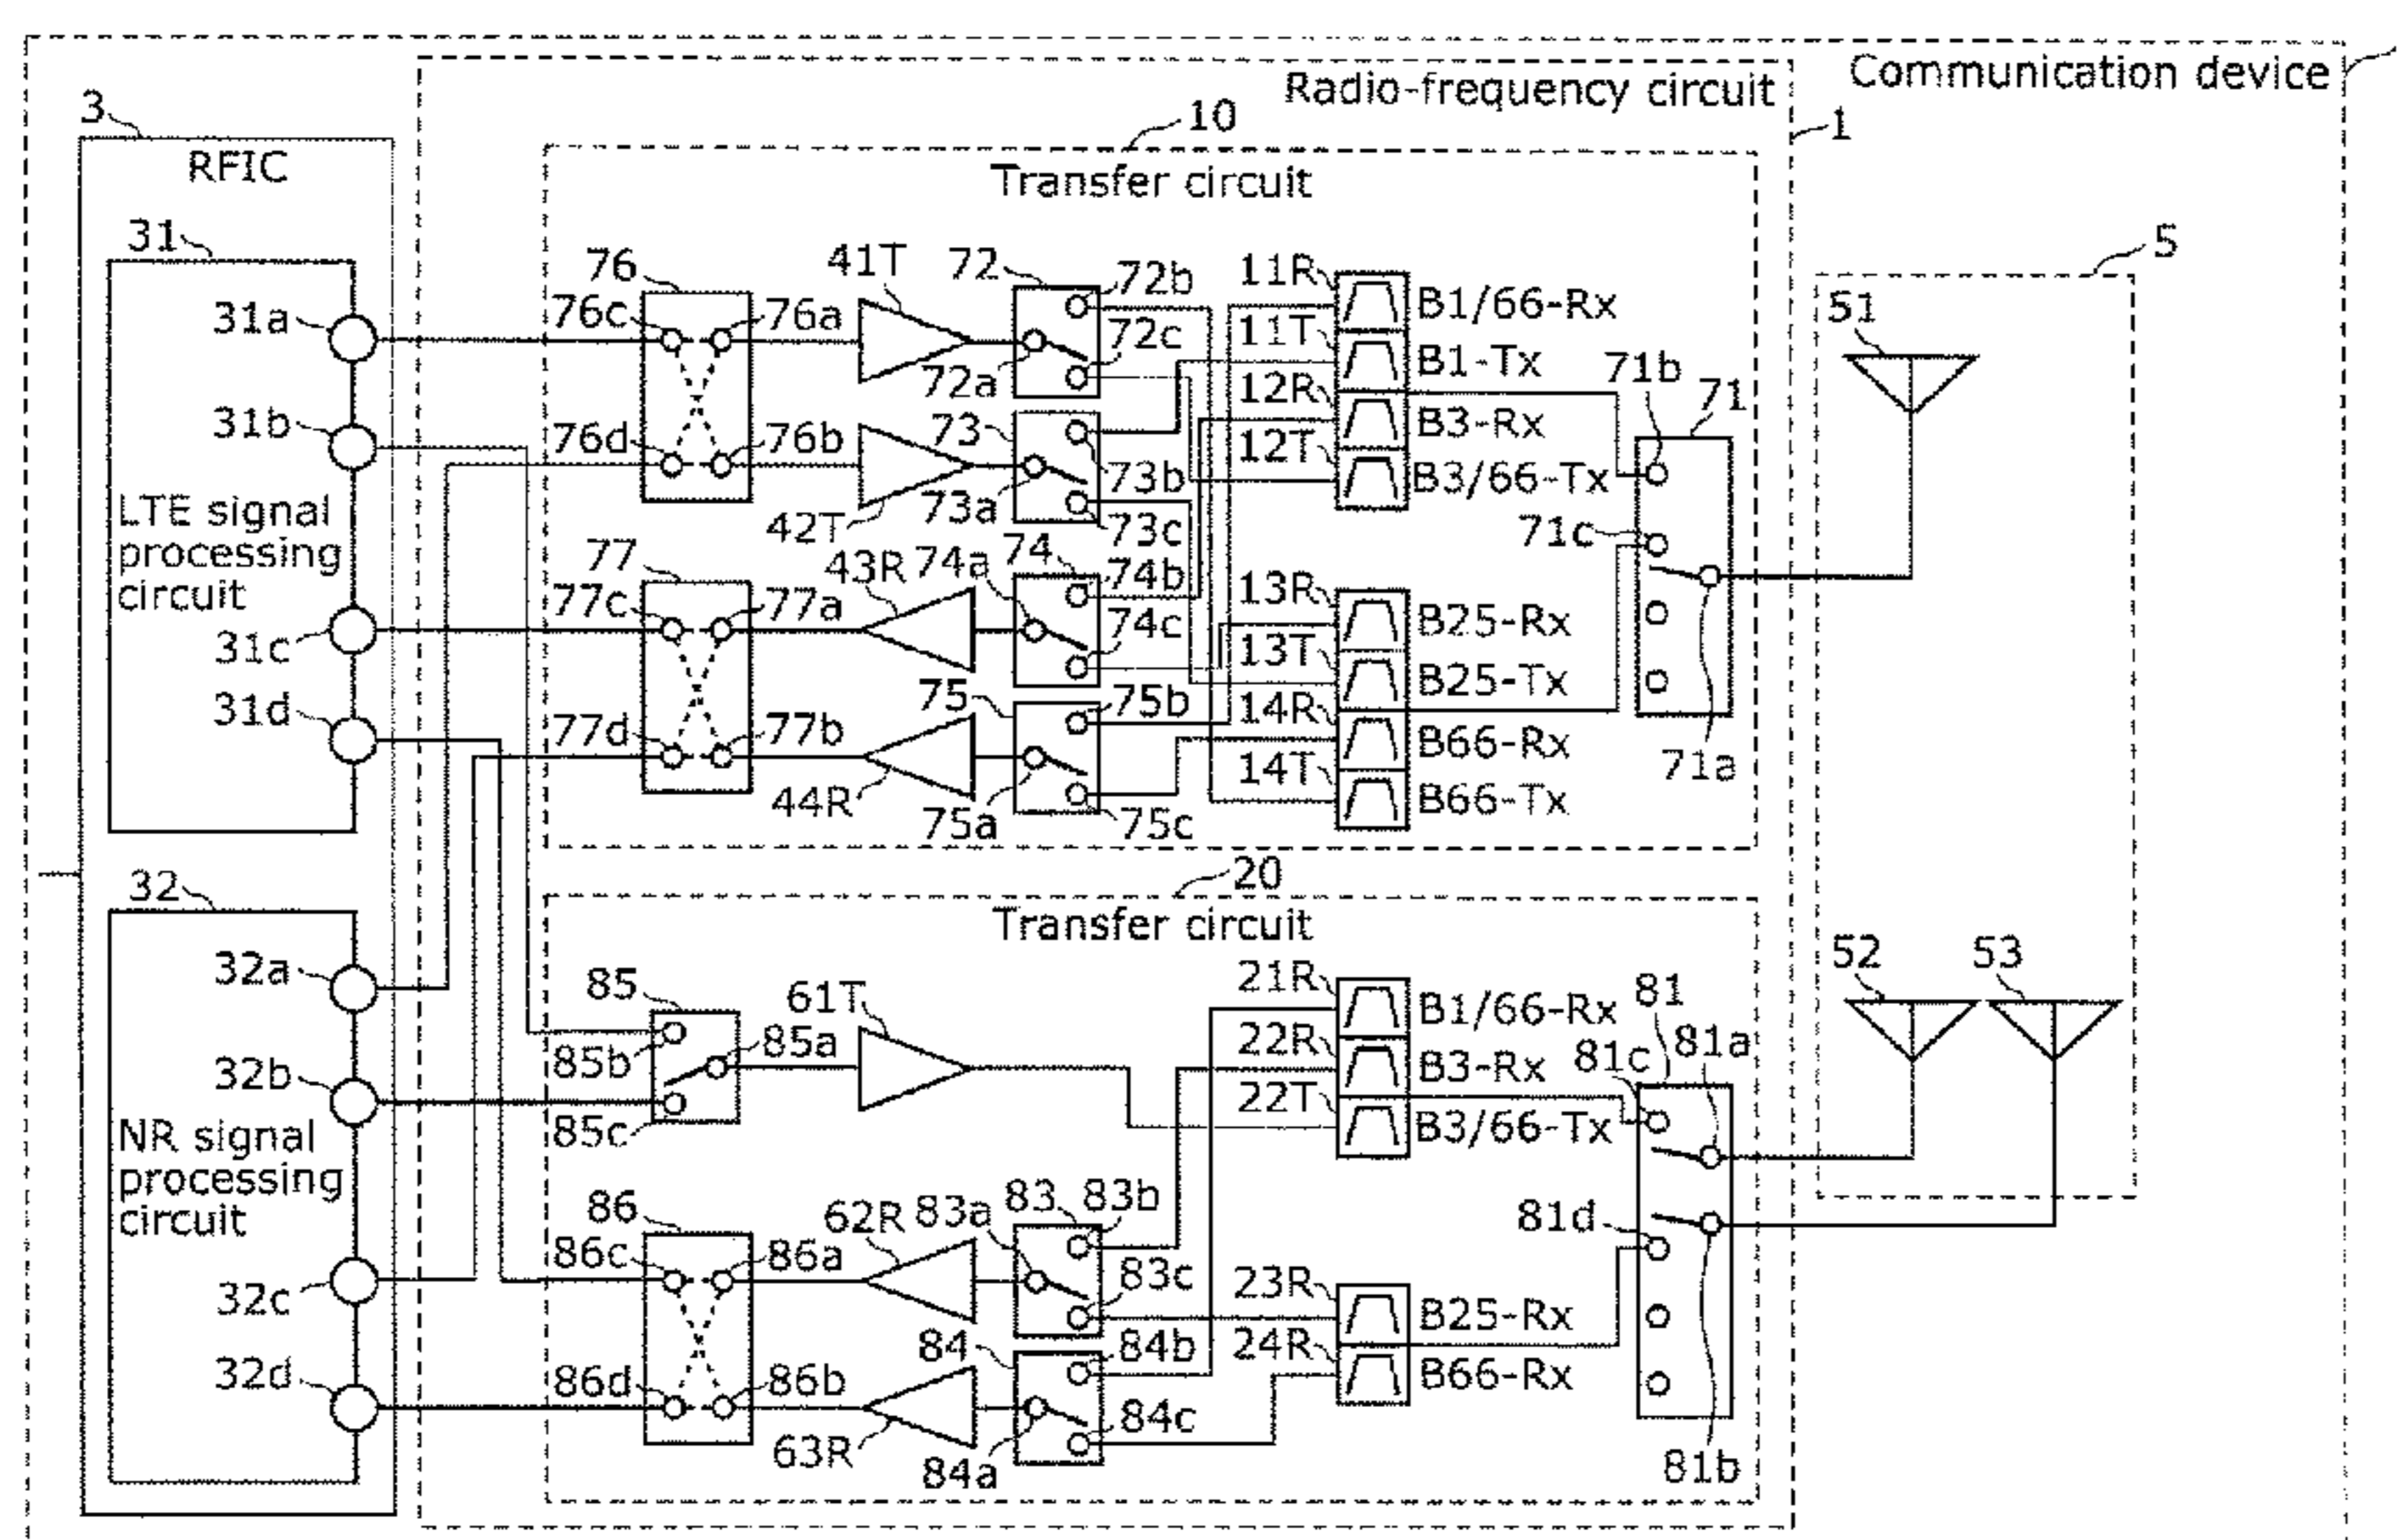 Communication device
Radio-frequency circuit
1
3
RFIC
10
Transfer circuit
5
31
31a
31b
LTE signal
processing
circuit
31c
31d
76
76c
76a
76d
76b
41T
42T
72
72b
72c
72a
73
73b
73a
73c
77
77c
77a
77d
77b
43R
44R
74a
74
74b
74c
75
75b
75a
75c
11R
B1/66-Rx
11T
B1-Tx
12R
B3-Rx
12T
B3/66-Tx
13R
B25-Rx
13T
B25-Tx
14R
B66-Rx
14T
B66-Tx
71b
71
71c
71a
51
20
Transfer circuit
32
32a
32b
NR signal
processing
circuit
32c
32d
85
85b
85a
85c
61T
86
86c
86a
86d
86b
62R
63R
83a
83
83b
83c
84
84b
84a
84c
21R
B1/66-Rx
22R
B3-Rx
22T
B3/66-Tx
23R
B25-Rx
24R
B66-Rx
81
81c
81a
81d
81b
52
53